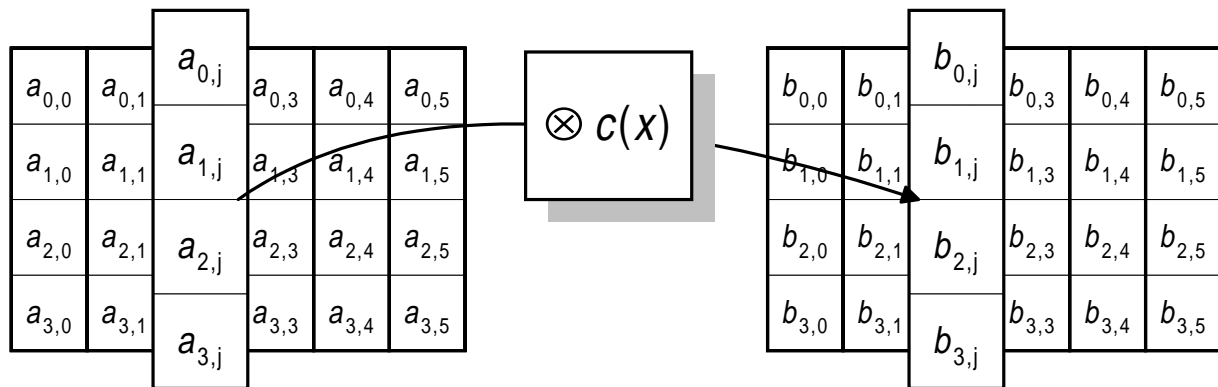 a0,j
a0,0 a0,1 a0,3 a0,4 a0,5
a1,j
a1,0 a1,1 a1,3 a1,4 a1,5
a2,j
a2,0 a2,1 a2,3 a2,4 a2,5
a3,j
a3,0 a3,1 a3,3 a3,4 a3,5
⊗ c(x)
b0,j
b0,0 b0,1 b0,3 b0,4 b0,5
b1,j
b1,0 b1,1 b1,3 b1,4 b1,5
b2,j
b2,0 b2,1 b2,3 b2,4 b2,5
b3,j
b3,0 b3,1 b3,3 b3,4 b3,5